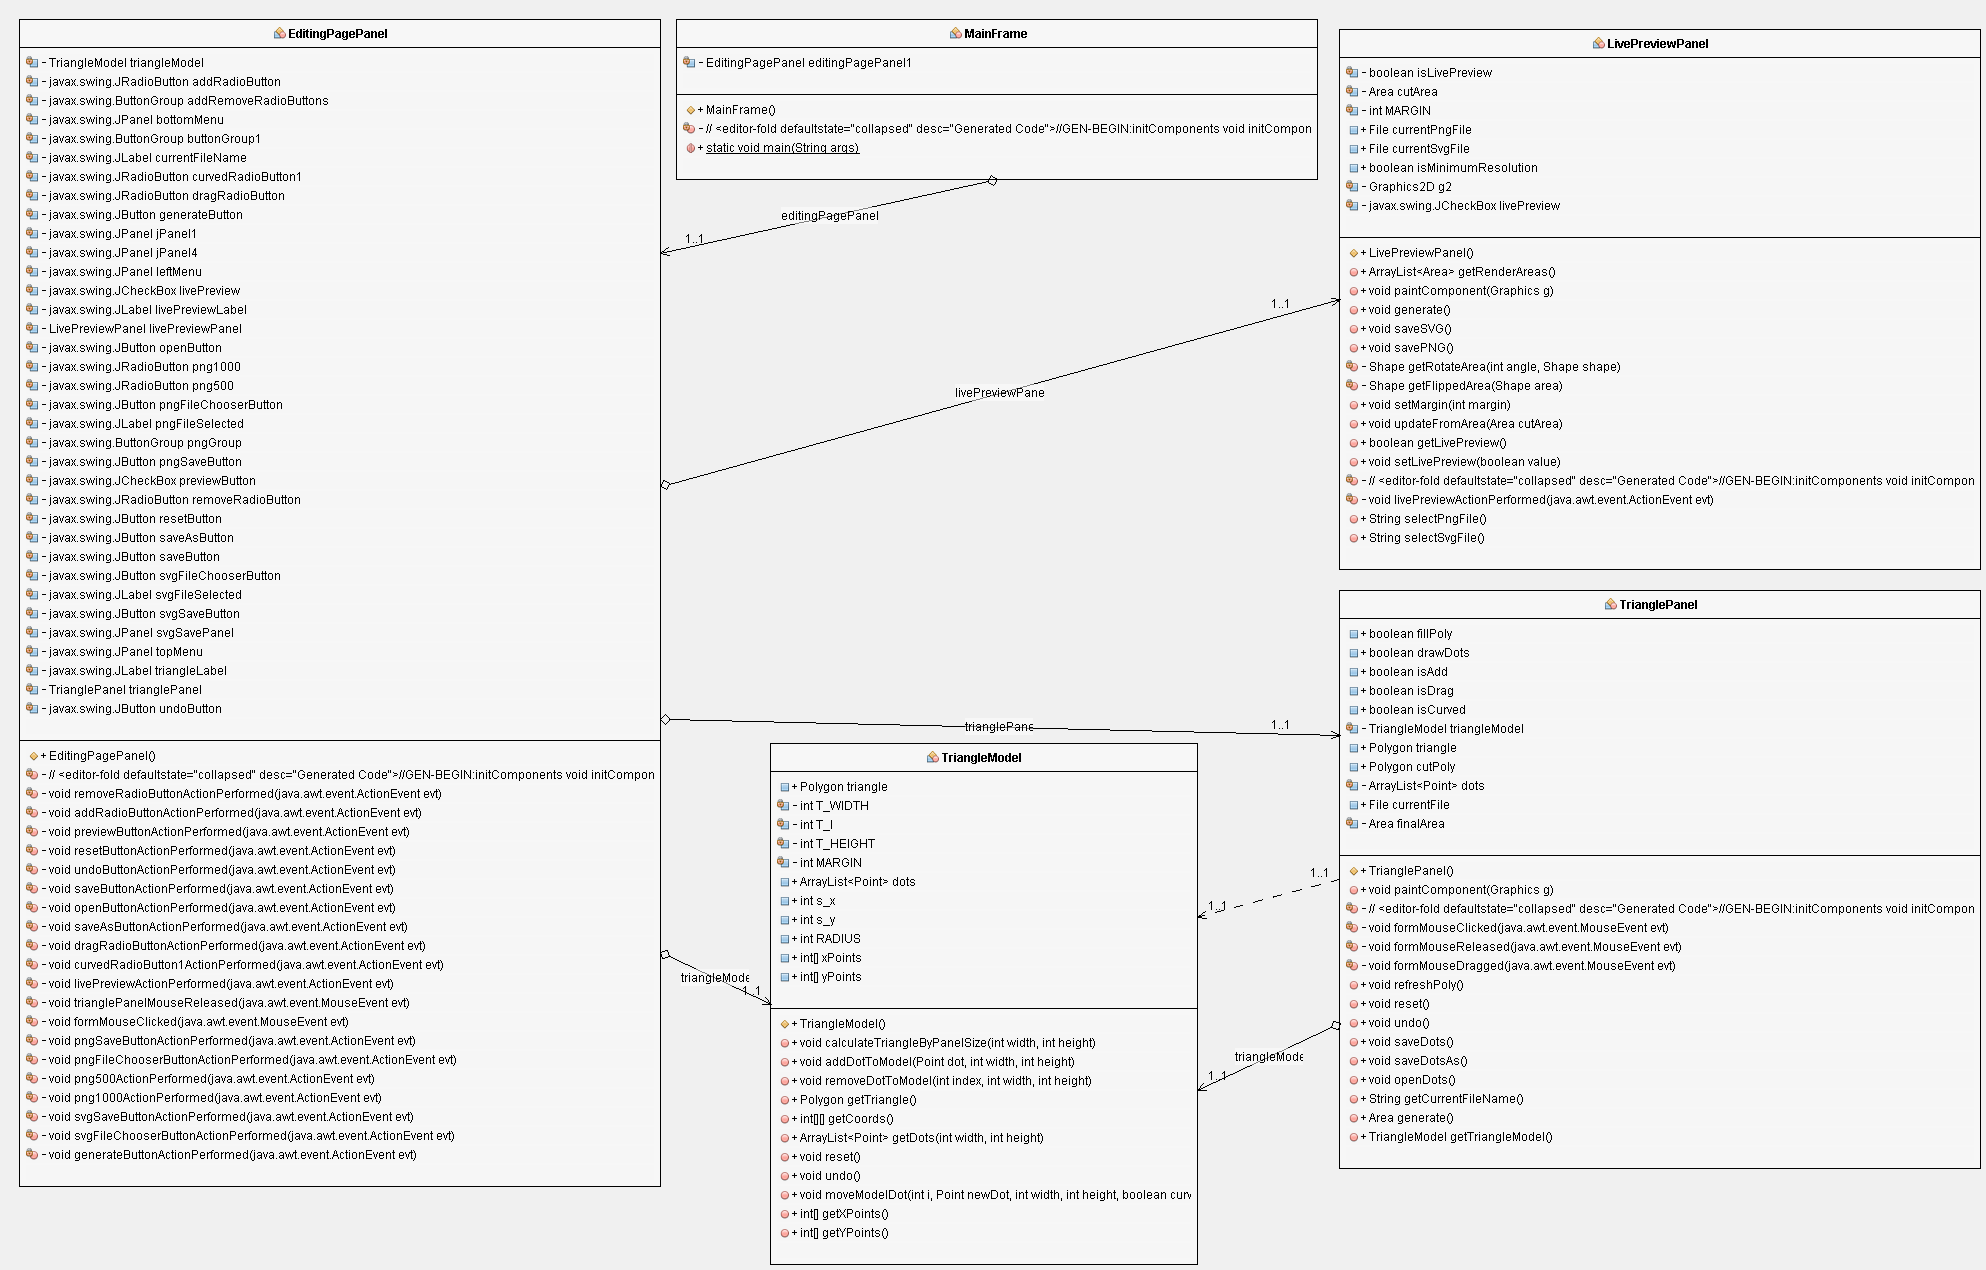 EditingPagePanel
- TriangleModel triangleModel
- javax.swing.JRadioButton addRadioButton
- javax.swing.ButtonGroup addRemoveRadioButtons
- javax.swing.JPanel bottomMenu
- javax.swing.ButtonGroup buttonGroup1
- javax.swing.JLabel currentFileName
- javax.swing.JRadioButton curvedRadioButton1
- javax.swing.JRadioButton dragRadioButton
- javax.swing.JButton generateButton
- javax.swing.JPanel jPanel1
- javax.swing.JPanel jPanel4
- javax.swing.JPanel leftMenu
- javax.swing.JCheckBox livePreview
- javax.swing.JLabel livePreviewLabel
- LivePreviewPanel livePreviewPanel
- javax.swing.JButton openButton
- javax.swing.JRadioButton png1000
- javax.swing.JRadioButton png500
- javax.swing.JButton pngFileChooserButton
- javax.swing.JLabel pngFileSelected
- javax.swing.ButtonGroup pngGroup
- javax.swing.JButton pngSaveButton
- javax.swing.JCheckBox previewButton
- javax.swing.JRadioButton removeRadioButton
- javax.swing.JButton resetButton
- javax.swing.JButton saveAsButton
- javax.swing.JButton saveButton
- javax.swing.JButton svgFileChooserButton
- javax.swing.JLabel svgFileSelected
- javax.swing.JButton svgSaveButton
- javax.swing.JPanel svgSavePanel
- javax.swing.JPanel topMenu
- javax.swing.JLabel triangleLabel
- TrianglePanel trianglePanel
- javax.swing.JButton undoButton
+ EditingPagePanel()
- // <editor-fold defaultstate="collapsed" desc="Generated Code">//GEN-BEGIN:initComponents void initCompon
- void removeRadioButtonActionPerformed(java.awt.event.ActionEvent evt)
- void addRadioButtonActionPerformed(java.awt.event.ActionEvent evt)
- void previewButtonActionPerformed(java.awt.event.ActionEvent evt)
- void resetButtonActionPerformed(java.awt.event.ActionEvent evt)
- void undoButtonActionPerformed(java.awt.event.ActionEvent evt)
- void saveButtonActionPerformed(java.awt.event.ActionEvent evt)
- void openButtonActionPerformed(java.awt.event.ActionEvent evt)
- void saveAsButtonActionPerformed(java.awt.event.ActionEvent evt)
- void dragRadioButtonActionPerformed(java.awt.event.ActionEvent evt)
- void curvedRadioButton1ActionPerformed(java.awt.event.ActionEvent evt)
- void livePreviewActionPerformed(java.awt.event.ActionEvent evt)
- void trianglePanelMouseReleased(java.awt.event.MouseEvent evt)
- void formMouseClicked(java.awt.event.MouseEvent evt)
- void pngSaveButtonActionPerformed(java.awt.event.ActionEvent evt)
- void pngFileChooserButtonActionPerformed(java.awt.event.ActionEvent evt)
- void png500ActionPerformed(java.awt.event.ActionEvent evt)
- void png1000ActionPerformed(java.awt.event.ActionEvent evt)
- void svgSaveButtonActionPerformed(java.awt.event.ActionEvent evt)
- void svgFileChooserButtonActionPerformed(java.awt.event.ActionEvent evt)
- void generateButtonActionPerformed(java.awt.event.ActionEvent evt)
MainFrame
- EditingPagePanel editingPagePanel1
+ MainFrame()
- // <editor-fold defaultstate="collapsed" desc="Generated Code">//GEN-BEGIN:initComponents void initCompon
+ static void main(String args)
editingPagePanel
1..1
1..1
livePreviewPane
trianglePane
1..1
LivePreviewPanel
- boolean isLivePreview
- Area cutArea
- int MARGIN
+ File currentPngFile
+ File currentSvgFile
+ boolean isMinimumResolution
- Graphics2D g2
- javax.swing.JCheckBox livePreview
+ LivePreviewPanel()
+ ArrayList<Area> getRenderAreas()
+ void paintComponent(Graphics g)
+ void generate()
+ void saveSVG()
+ void savePNG()
- Shape getRotateArea(int angle, Shape shape)
- Shape getFlippedArea(Shape area)
+ void setMargin(int margin)
+ void updateFromArea(Area cutArea)
+ boolean getLivePreview()
+ void setLivePreview(boolean value)
- // <editor-fold defaultstate="collapsed" desc="Generated Code">//GEN-BEGIN:initComponents void initCompon
- void livePreviewActionPerformed(java.awt.event.ActionEvent evt)
+ String selectPngFile()
+ String selectSvgFile()
TriangleModel
+ Polygon triangle
- int T_WIDTH
- int T_l
- int T_HEIGHT
- int MARGIN
+ ArrayList<Point> dots
+ int s_x
+ int s_y
+ int RADIUS
+ int[] xPoints
+ int[] yPoints
+ TriangleModel()
+ void calculateTriangleByPanelSize(int width, int height)
+ void addDotToModel(Point dot, int width, int height)
+ void removeDotToModel(int index, int width, int height)
+ Polygon getTriangle()
+ int[][] getCoords()
+ ArrayList<Point> getDots(int width, int height)
+ void reset()
+ void undo()
+ void moveModelDot(int i, Point newDot, int width, int height, boolean curv
+ int[] getXPoints()
+ int[] getYPoints()
triangleMode
1..1
1..1
1..1
triangleMode
1..1
TrianglePanel
+ boolean fillPoly
+ boolean drawDots
+ boolean isAdd
+ boolean isDrag
+ boolean isCurved
- TriangleModel triangleModel
+ Polygon triangle
+ Polygon cutPoly
- ArrayList<Point> dots
+ File currentFile
- Area finalArea
+ TrianglePanel()
+ void paintComponent(Graphics g)
- // <editor-fold defaultstate="collapsed" desc="Generated Code">//GEN-BEGIN:initComponents void initCompon
- void formMouseClicked(java.awt.event.MouseEvent evt)
- void formMouseReleased(java.awt.event.MouseEvent evt)
- void formMouseDragged(java.awt.event.MouseEvent evt)
+ void refreshPoly()
+ void reset()
+ void undo()
+ void saveDots()
+ void saveDotsAs()
+ void openDots()
+ String getCurrentFileName()
+ Area generate()
+ TriangleModel getTriangleModel()